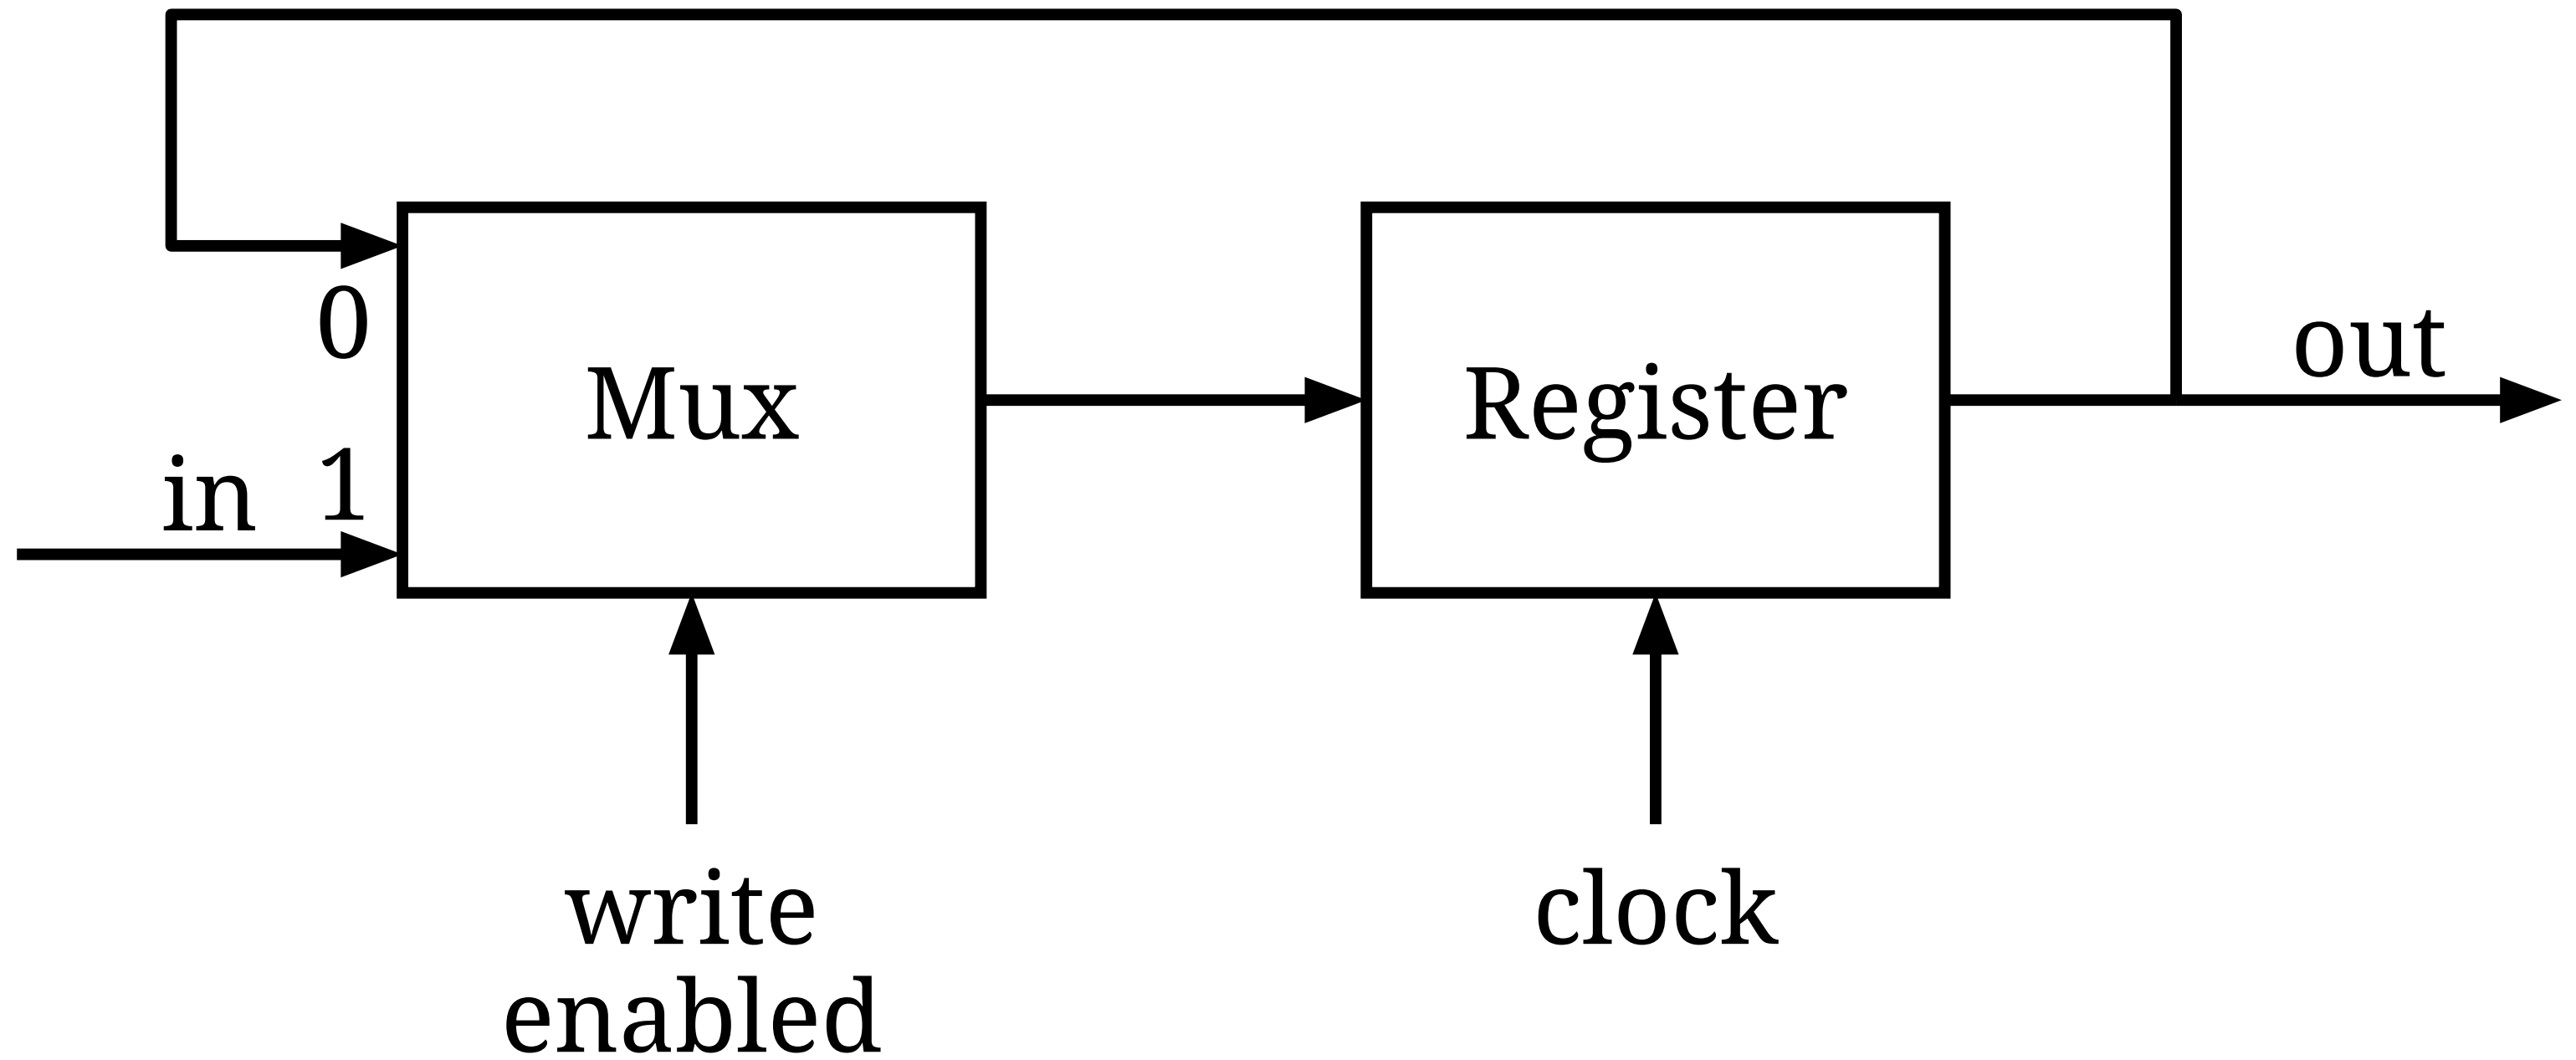 0
Mux
Register
out
in
1
write
enabled
clock